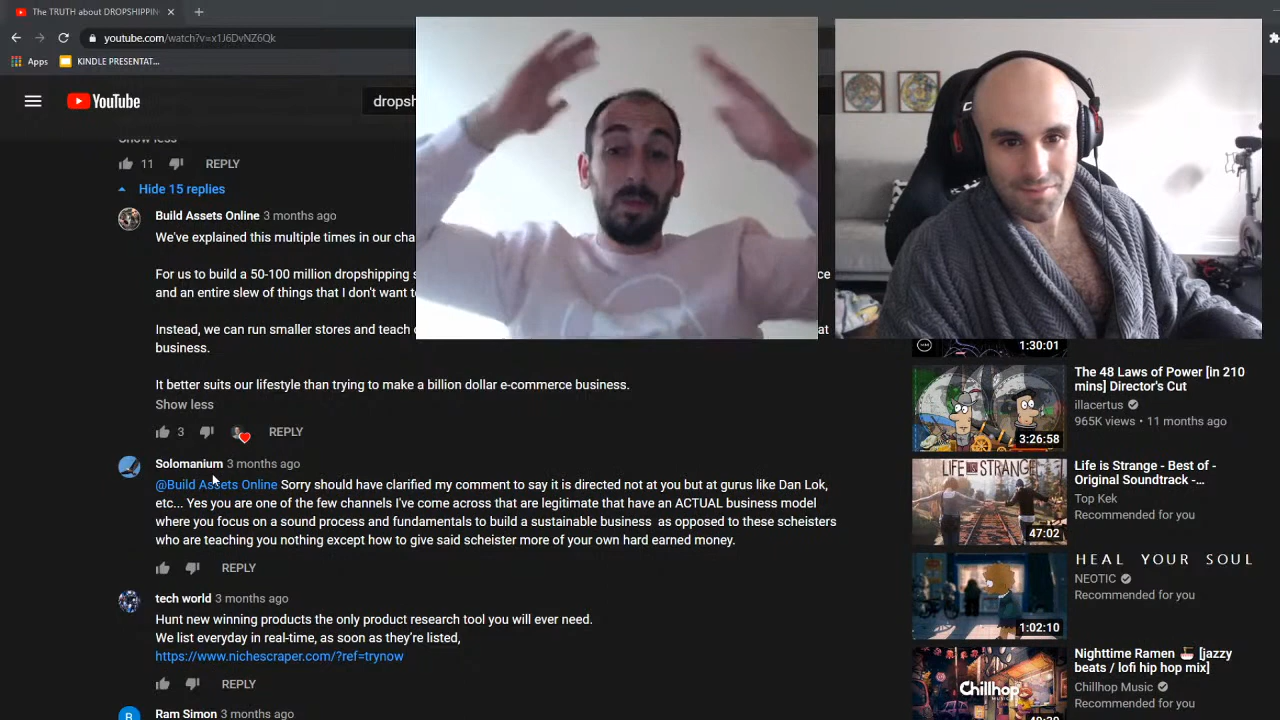 The TRUTH about DROPSHIPPIN
youtube.com/watch?v=x1J6DvNZ6Qk
Apps
KINDLE PRESENTAT...
YouTube
dropsh
Show less
11
REPLY
Hide 15 replies
Build Assets Online 3 months ago
We've explained this multiple times in our cha
For us to build a 50-100 million dropshipping s
ce
and an entire slew of things that I don't want t
Instead, we can run smaller stores and teach
at
business.
It better suits our lifestyle than trying to make a billion dollar e-commerce business.
Show less
3
REPLY
Solomanium 3 months ago
@Build Assets Online Sorry should have clarified my comment to say it is directed not at you but at gurus like Dan Lok,
etc... Yes you are one of the few channels I've come across that are legitimate that have an ACTUAL business model
where you focus on a sound process and fundamentals to build a sustainable business as opposed to these scheisters
who are teaching you nothing except how to give said scheister more of your own hard earned money.
REPLY
tech world 3 months ago
Hunt new winning products the only product research tool you will ever need.
We list everyday in real-time, as soon as they're listed,
https://www.nichescraper.com/?ref=trynow
REPLY
B
Ram Simon 3 months ago
1:30:01
The 48 Laws of Power [in 210
mins] Director's Cut
illacertus
965K views • 11 months ago
3:26:58
LIFE IS STRANGE
Life is Strange - Best of -
Original Soundtrack -...
Top Kek
Recommended for you
47:02
HEAL YOUR SOUL
NEOTIC
Recommended for you
1:02:10
Nighttime Ramen 🍜 [jazzy
beats / lofi hip hop mix]
Chillhop Music
Recommended for you
Chillhop
MUSIC